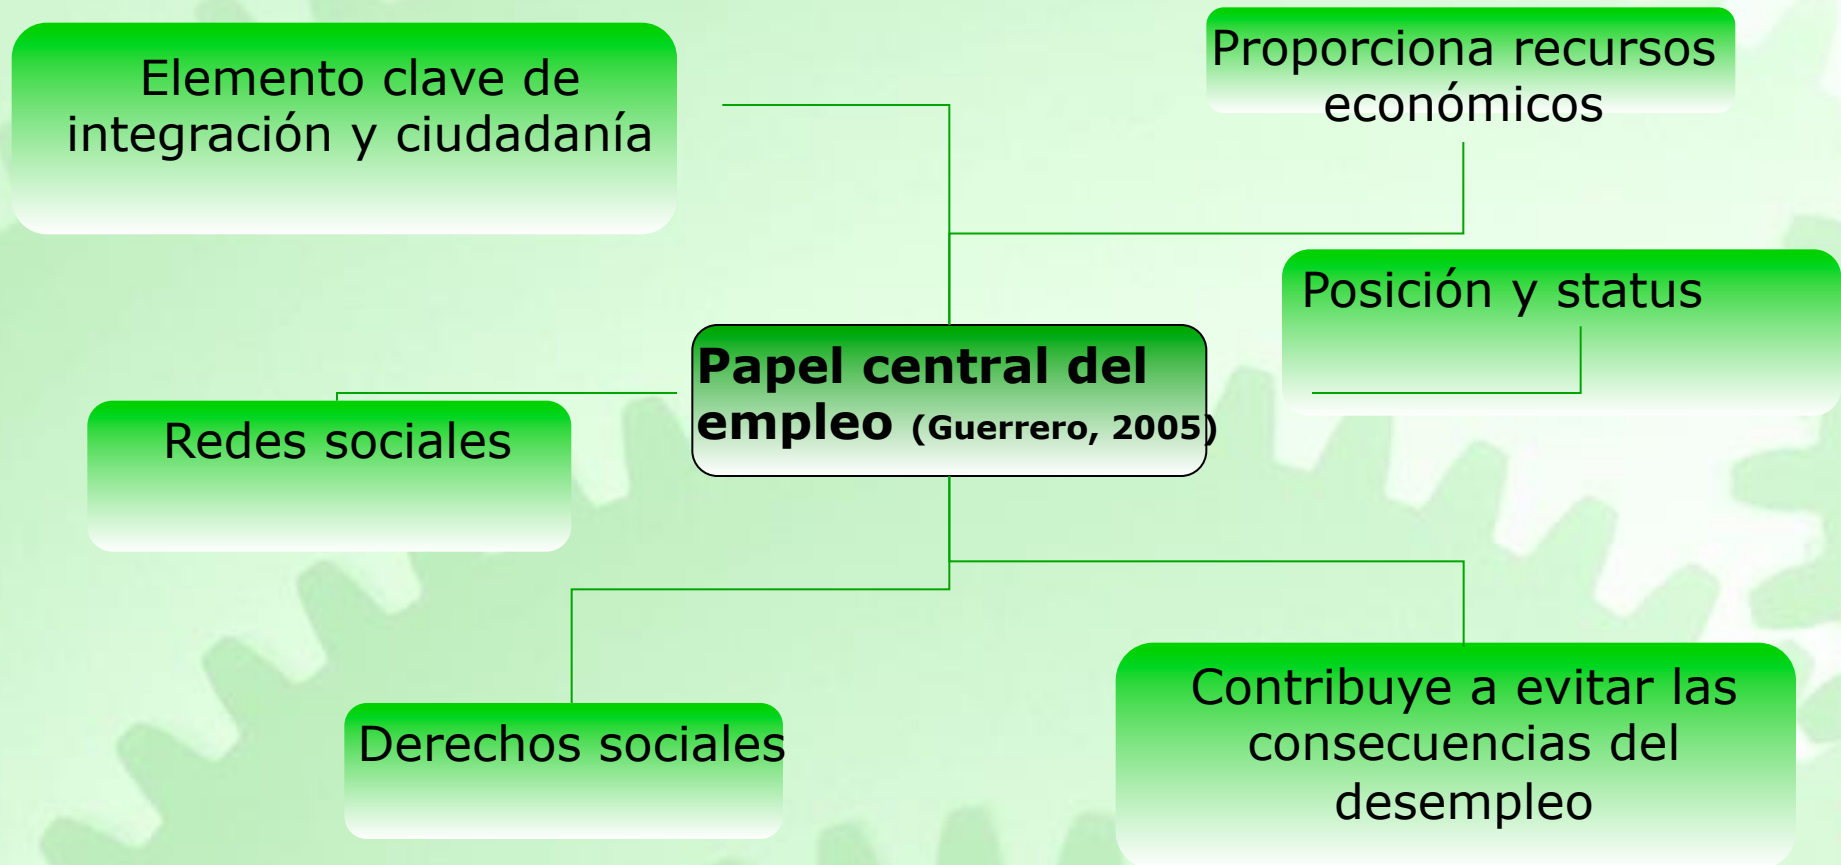 Elemento clave de
integración y ciudadanía
Proporciona recursos
económicos
Posición y status
Papel central del
empleo (Guerrero, 2005)
Redes sociales
Derechos sociales
Contribuye a evitar las
consecuencias del
desempleo